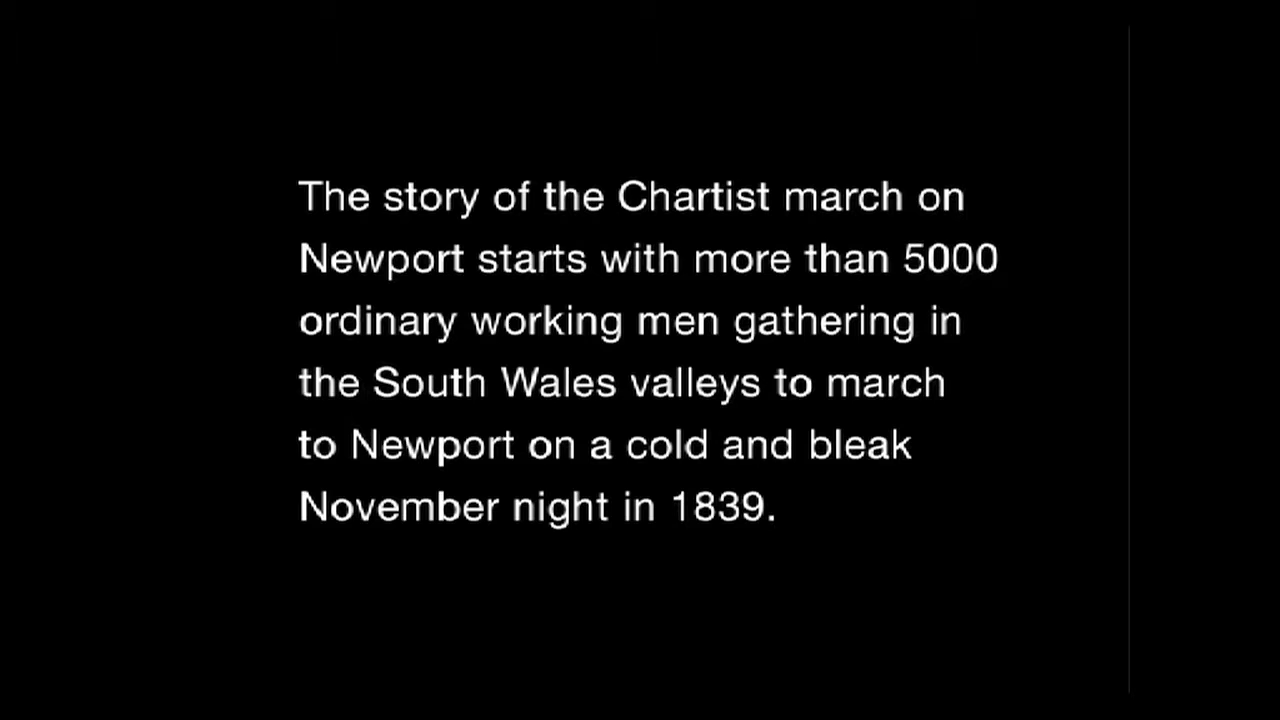 The story of the Chartist march on
Newport starts with more than 5000
ordinary working men gathering in
the South Wales valleys to march
to Newport on a cold and bleak
November night in 1839.